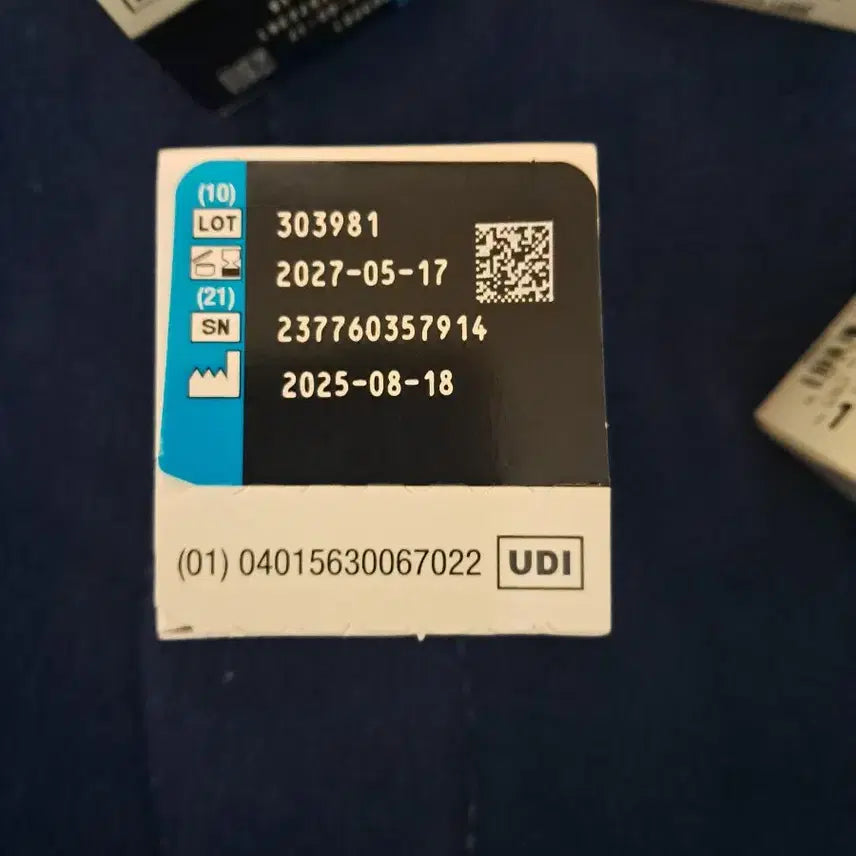 (10)
LOT 303981
2027-05-17
(21)
SN 237760357914
2025-08-18
(01) 04015630067022 UDI